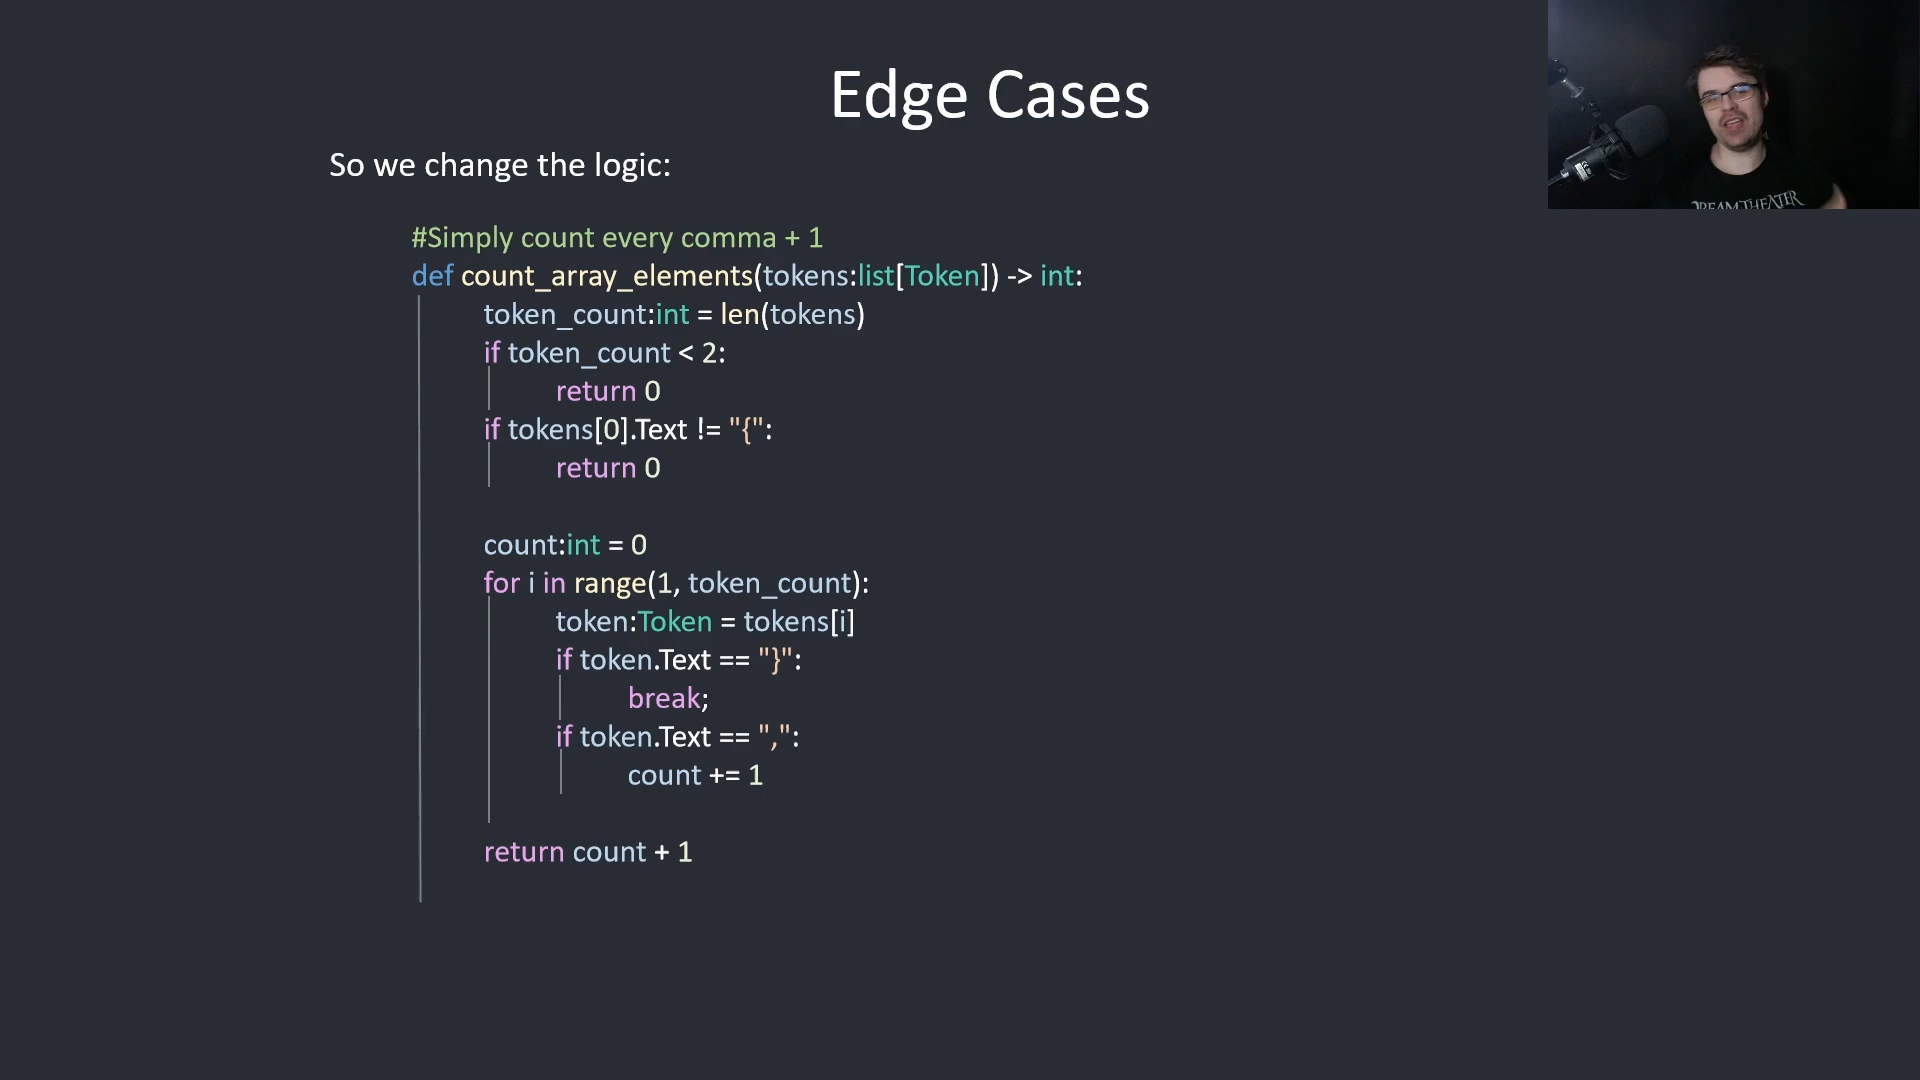 Edge Cases
So we change the logic:
#Simply count every comma + 1
def count_array_elements(tokens:list[Token]) -> int:
token_count:int = len(tokens)
if token_count < 2:
return 0
if tokens[0].Text != "{":
return 0
count:int = 0
for i in range(1, token_count):
token:Token = tokens[i]
if token.Text == "}":
break;
if token.Text == ",":
count += 1
return count + 1
DREAM THEATER